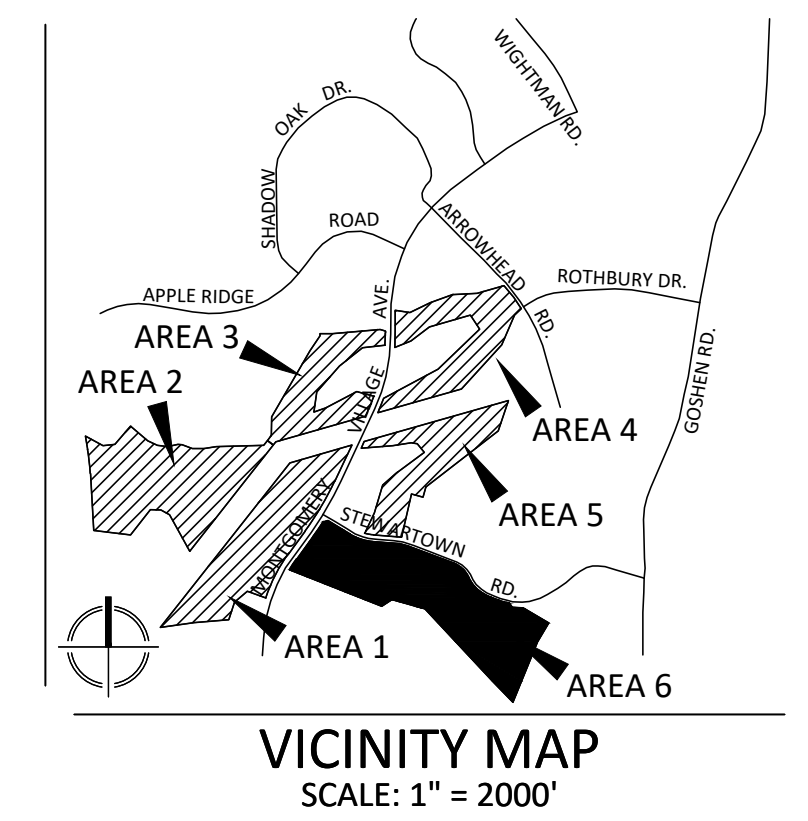 WIGHTMAN RD.
SHADOW OAK DR.
ARROWHEAD RD.
APPLE RIDGE ROAD
ROTHBURY DR.
GOSHEN RD.
MONTGOMERY VILLAGE AVE.
AREA 3
AREA 2
AREA 4
AREA 5
STEWARTOWN RD.
AREA 1
AREA 6
VICINITY MAP
SCALE: 1" = 2000'